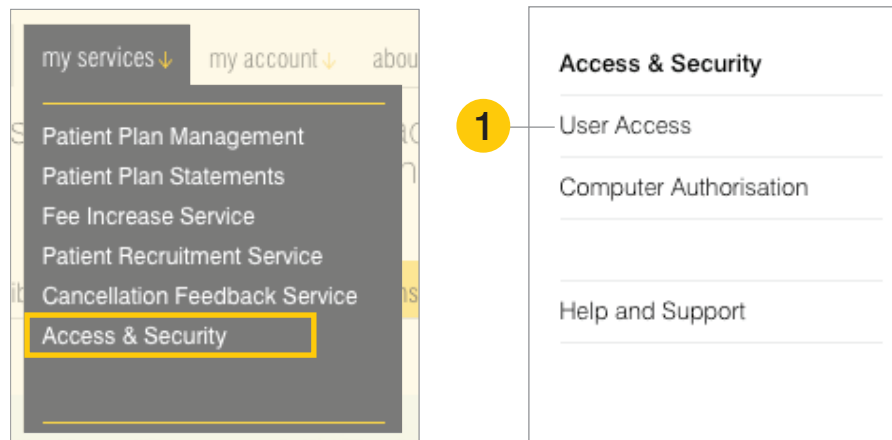 my services↓ my account↓ abou
Patient Plan Management
Patient Plan Statements
Fee Increase Service
Patient Recruitment Service
Cancellation Feedback Service
Access & Security
1
Access & Security
User Access
Computer Authorisation
Help and Support